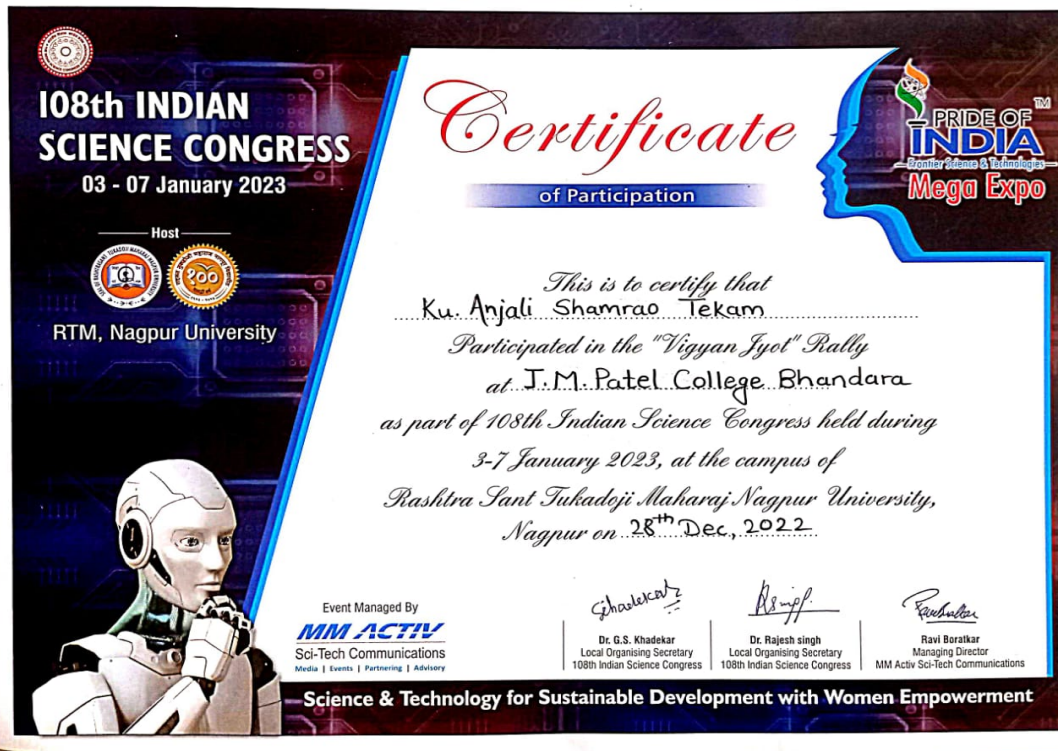 108th INDIAN
SCIENCE CONGRESS
03 - 07 January 2023
Host
RTM, Nagpur University
Certificate
of Participation
PRIDE OF TM
INDIA
Frontier Science & Technologies
Mega Expo
This is to certify that
Ku. Anjali Shamrao Tekam
Participated in the "Vigyan Jyot" Rally
at J.M.Patel College Bhandara
as part of 108th Indian Science Congress held during
3-7 January 2023, at the campus of
Rashtra Sant Tukadoji Maharaj Nagpur University,
Nagpur on 28th Dec, 2022
Event Managed By
MM ACTIV
Sci-Tech Communications
Media | Events | Partnering | Advisory
Dr. G.S. Khadekar
Local Organising Secretary
108th Indian Science Congress
Dr. Rajesh singh
Local Organising Secretary
108th Indian Science Congress
Ravi Boratkar
Managing Director
MM Activ Sci-Tech Communications
Science & Technology for Sustainable Development with Women Empowerment